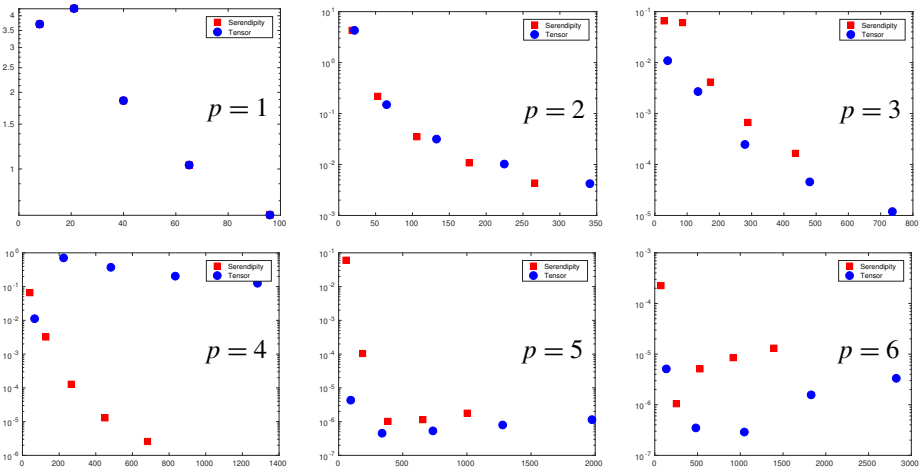 4
3.5
3
2.5
2
1.5
1
0 20 40 60 80 100
Serendipity
Tensor
p = 1
10^2
10^1
10^0
10^-1
10^-2
10^-3
0 50 100 150 200 250 300 350
Serendipity
Tensor
p = 2
10^-1
10^-2
10^-3
10^-4
10^-5
0 100 200 300 400 500 600 700 800
Serendipity
Tensor
p = 3
10^0
10^-1
10^-2
10^-3
10^-4
10^-5
10^-6
0 200 400 600 800 1000 1200 1400
Serendipity
Tensor
p = 4
10^-1
10^-2
10^-3
10^-4
10^-5
10^-6
10^-7
0 500 1000 1500 2000
Serendipity
Tensor
p = 5
10^-3
10^-4
10^-5
10^-6
10^-7
0 500 1000 1500 2000 2500 3000
Serendipity
Tensor
p = 6